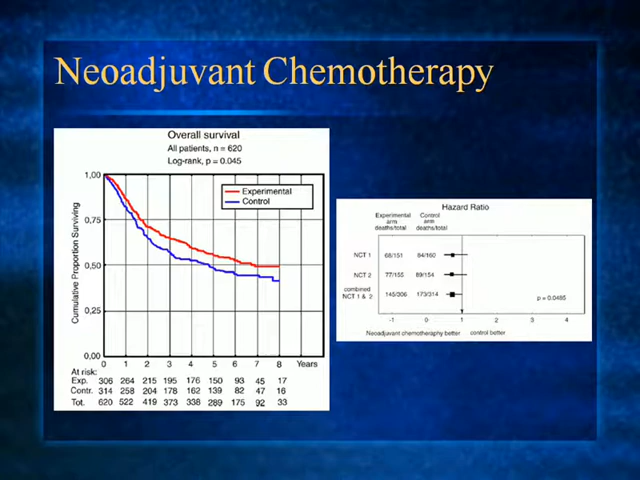 Neoadjuvant Chemotherapy
Overall survival
All patients, n = 620
Log-rank, p = 0.045
1,00
0,75
0,50
0,25
0,00
Cumulative Proportion Surviving
Experimental
Control
0 1 2 3 4 5 6 7 8 Years
At risk:
Exp. 306 264 215 195 176 150 93 45 17
Contr. 314 258 204 178 162 139 82 47 16
Tot. 620 522 419 373 338 289 175 92 33
Hazard Ratio
Experimental arm deaths/total
Control arm deaths/total
NCT 1 68/151 84/160
NCT 2 77/155 89/154
combined
NCT 1 & 2 145/306 173/314
p = 0.0485
-1 0 1 2 3 4
Neoadjuvant chemotheraphy better control better